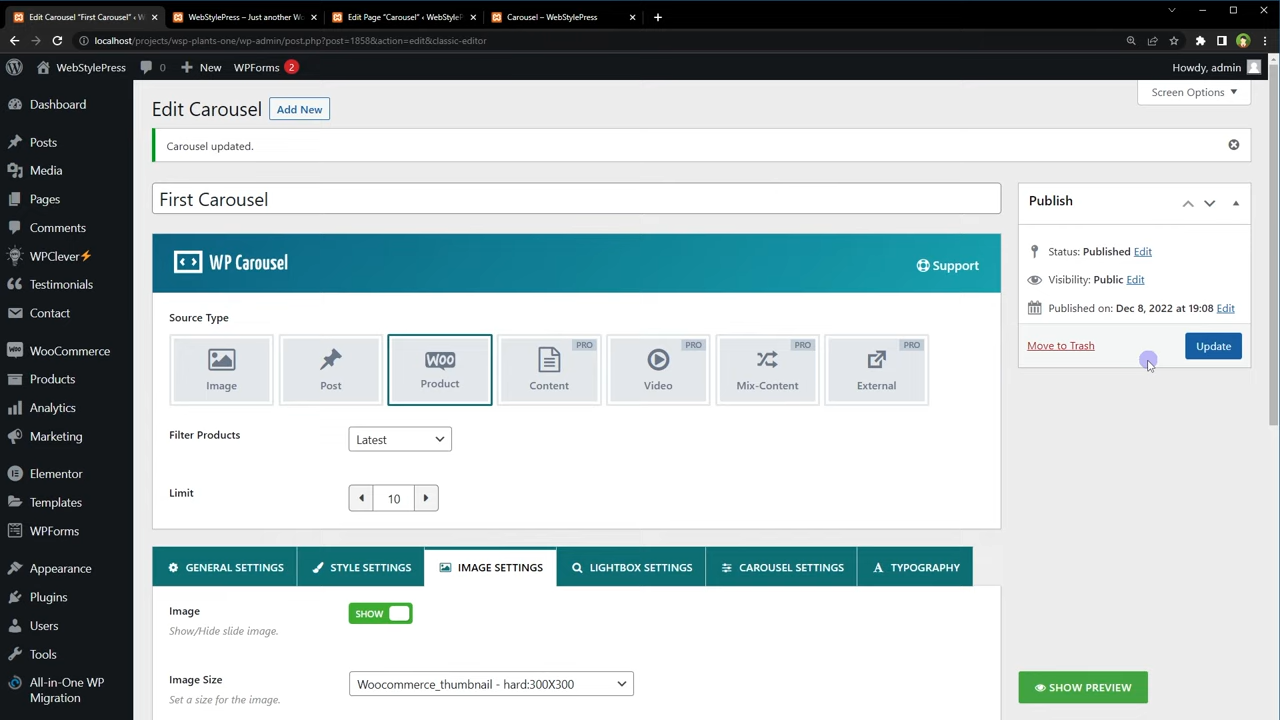 Edit Carousel "First Carousel" ‹ W
WebStylePress – Just another Wo
Edit Page "Carousel" ‹ WebStyleP
Carousel – WebStylePress
localhost/projects/wsp-plants-one/wp-admin/post.php?post=1858&action=edit&classic-editor
WebStylePress
0
New
WPForms 2
Howdy, admin
Dashboard
Posts
Media
Pages
Comments
WPClever⚡
Testimonials
Contact
WooCommerce
Products
Analytics
Marketing
Elementor
Templates
WPForms
Appearance
Plugins
Users
Tools
All-in-One WP
Migration
Screen Options
Edit Carousel
Add New
Carousel updated.
First Carousel
WP Carousel
Support
Source Type
Image
Post
Woo
Product
PRO
Content
PRO
Video
PRO
Mix-Content
PRO
External
Filter Products
Latest
Limit
10
GENERAL SETTINGS
STYLE SETTINGS
IMAGE SETTINGS
LIGHTBOX SETTINGS
CAROUSEL SETTINGS
A TYPOGRAPHY
Image
SHOW
Show/Hide slide image.
Image Size
Woocommerce_thumbnail - hard:300X300
Set a size for the image.
Publish
Status: Published Edit
Visibility: Public Edit
Published on: Dec 8, 2022 at 19:08 Edit
Move to Trash
Update
SHOW PREVIEW